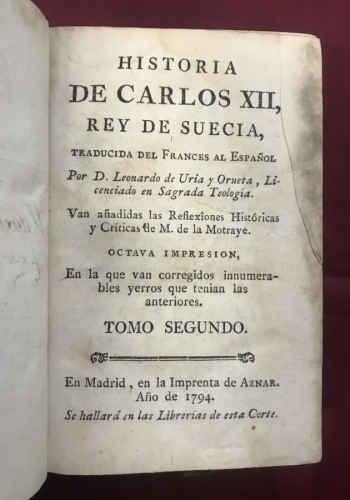 HISTORIA
DE CARLOS XII,
REY DE SUECIA,
TRADUCIDA DEL FRANCES AL ESPAÑOL
Por D. Leonardo de Uria y Orueta, Li-
cenciado en Sagrada Teología.
Van añadidas las Reflexîones Históricas
y Críticas de M. de la Motraye.
OCTAVA IMPRESION,
En la que van corregidos innumera-
bles yerros que tenian las
anteriores.
TOMO SEGUNDO.
En Madrid, en la Imprenta de AZNAR.
Año de 1794.
Se hallará en las Librerias de esta Corte.